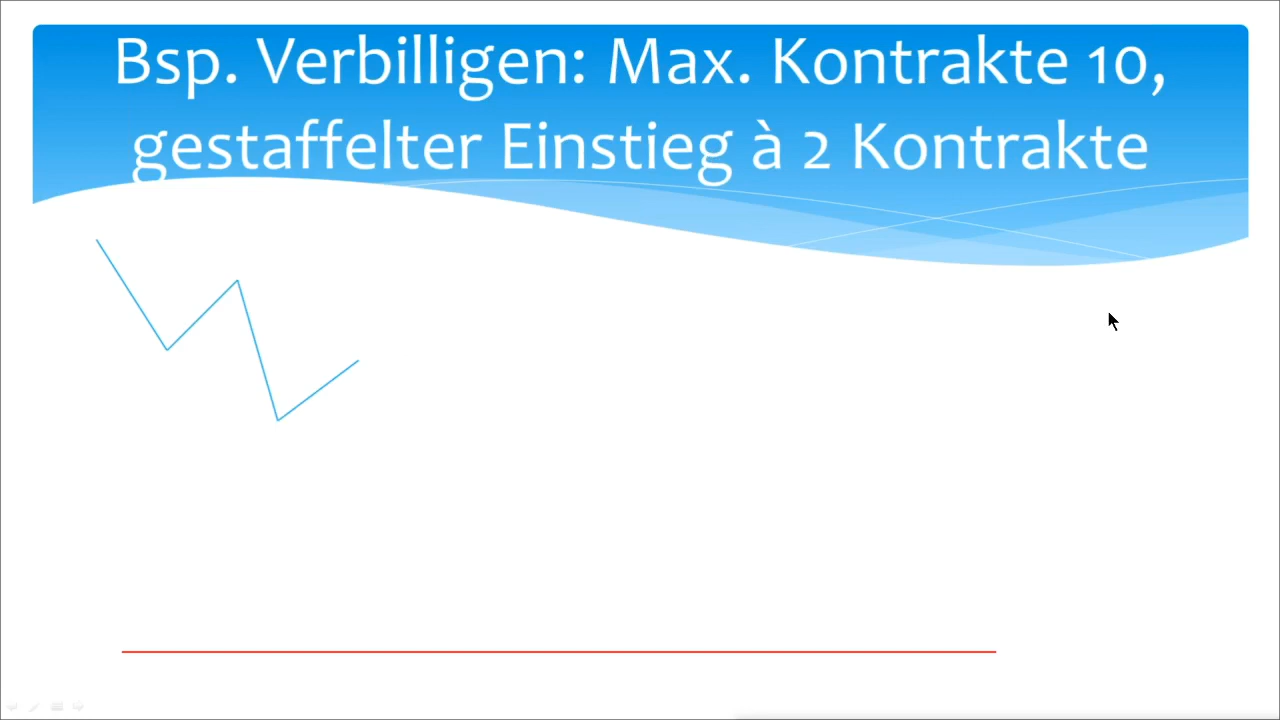 Bsp. Verbilligen: Max. Kontrakte 10,
gestaffelter Einstieg à 2 Kontrakte